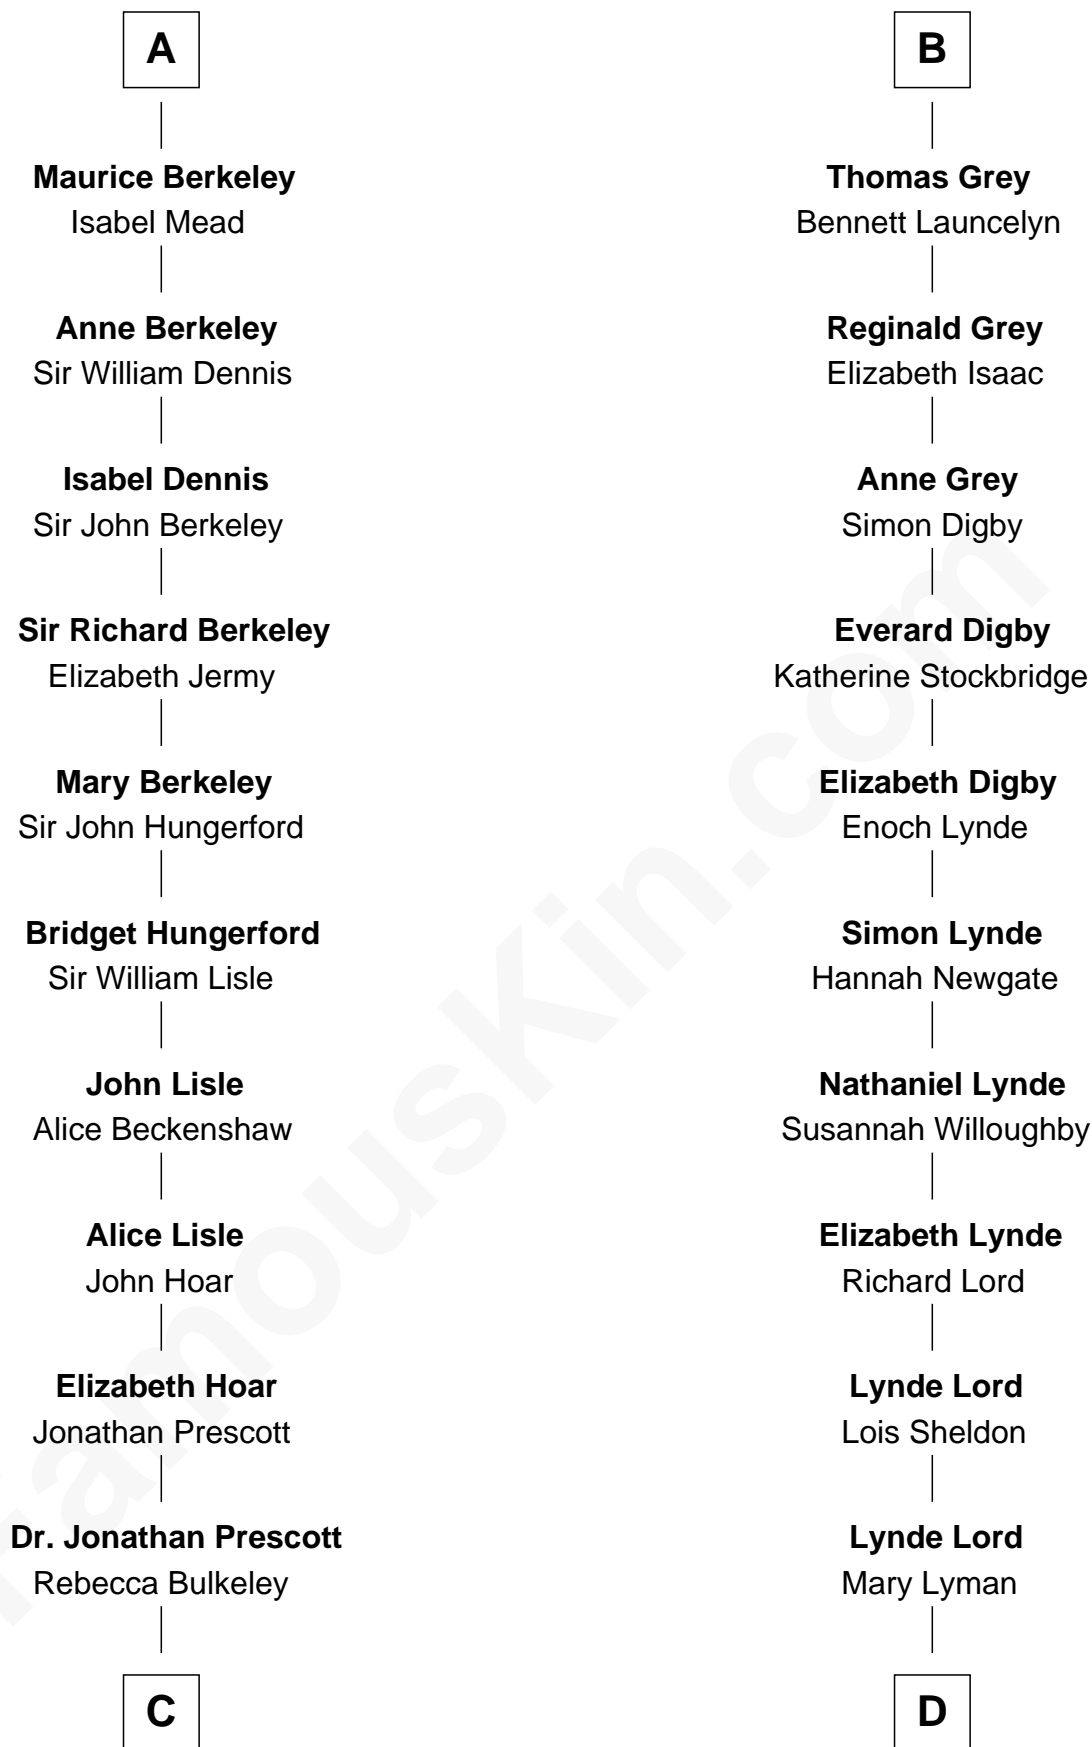 A
Maurice Berkeley
Isabel Mead
Anne Berkeley
Sir William Dennis
Isabel Dennis
Sir John Berkeley
Sir Richard Berkeley
Elizabeth Jermy
Mary Berkeley
Sir John Hungerford
Bridget Hungerford
Sir William Lisle
John Lisle
Alice Beckenshaw
Alice Lisle
John Hoar
Elizabeth Hoar
Jonathan Prescott
Dr. Jonathan Prescott
Rebecca Bulkeley
C
B
Thomas Grey
Bennett Launcelyn
Reginald Grey
Elizabeth Isaac
Anne Grey
Simon Digby
Everard Digby
Katherine Stockbridge
Elizabeth Digby
Enoch Lynde
Simon Lynde
Hannah Newgate
Nathaniel Lynde
Susannah Willoughby
Elizabeth Lynde
Richard Lord
Lynde Lord
Lois Sheldon
Lynde Lord
Mary Lyman
D
FamousKin.com